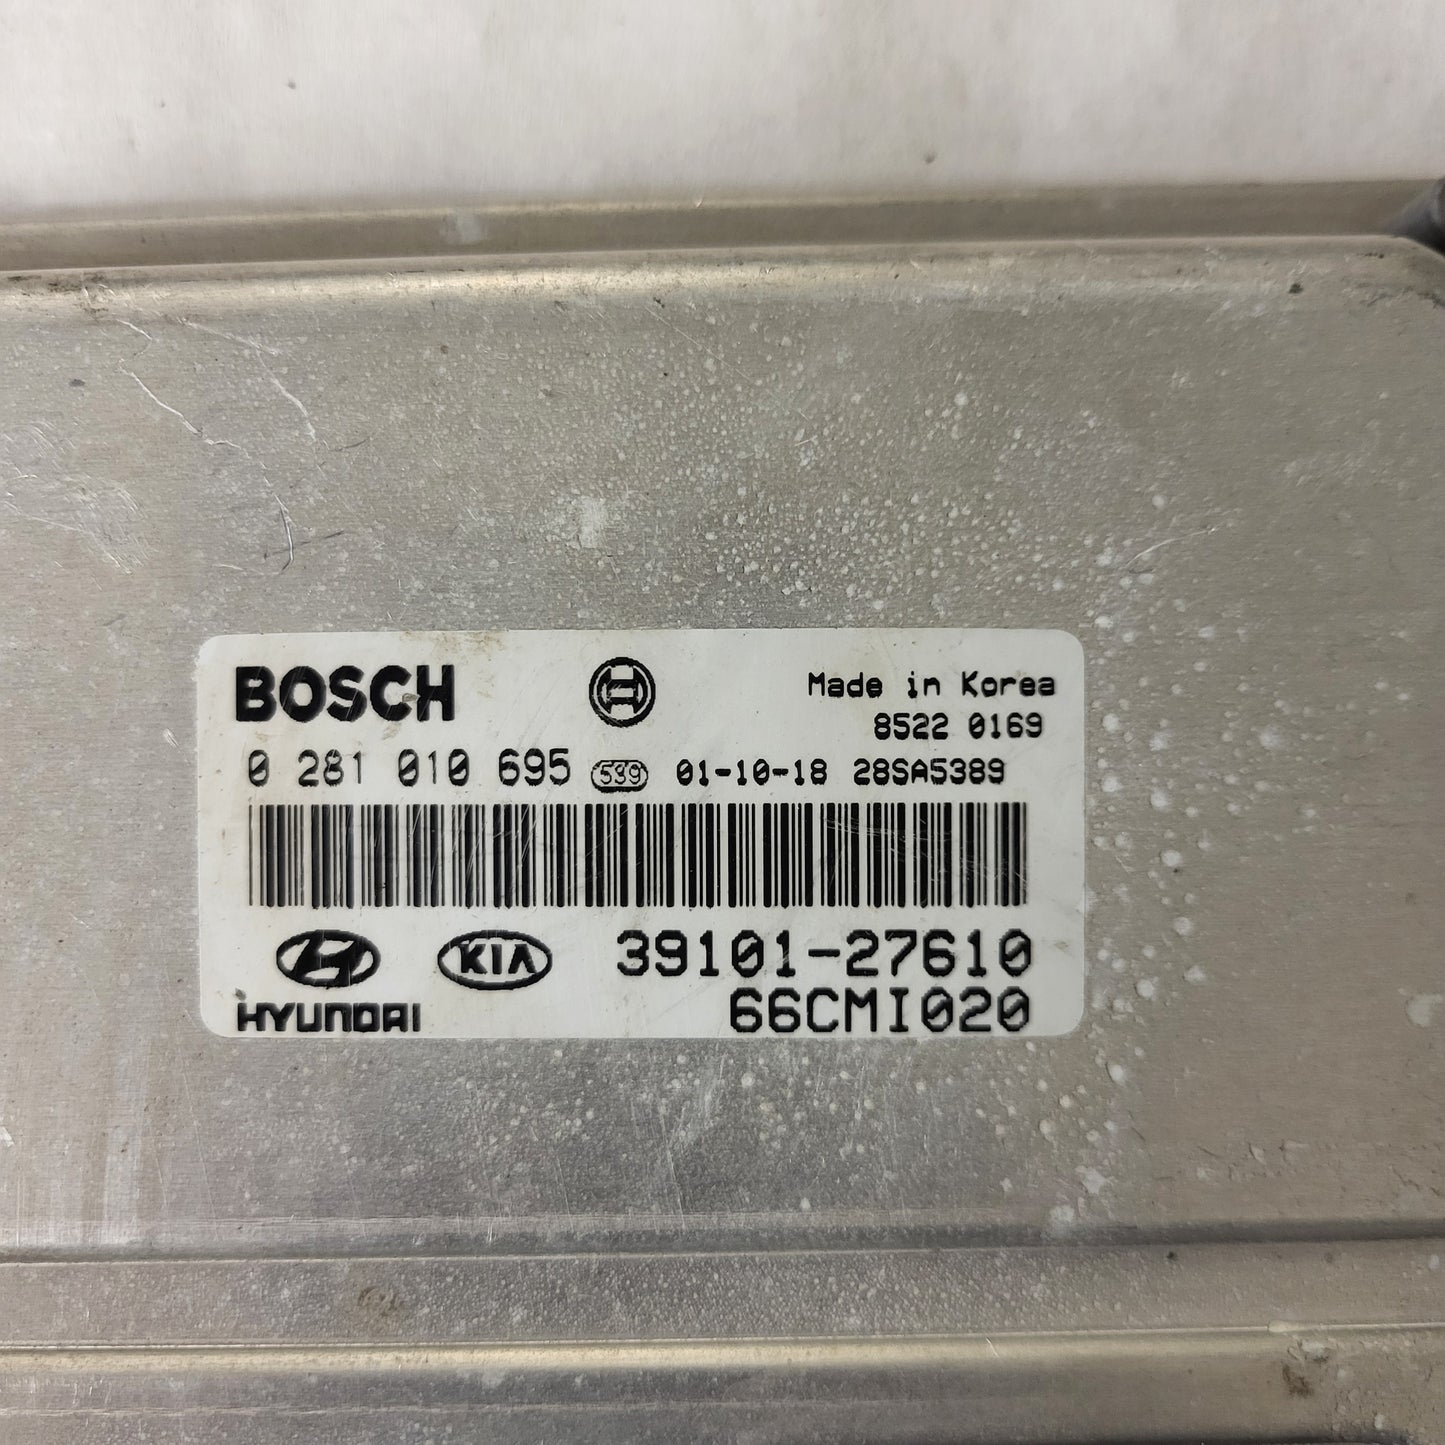 BOSCH
Made in Korea
8522 0169
0 281 010 695 539 01-10-18 28SA5389
KIA 39101-27610
HYUNDAI 66CMI020